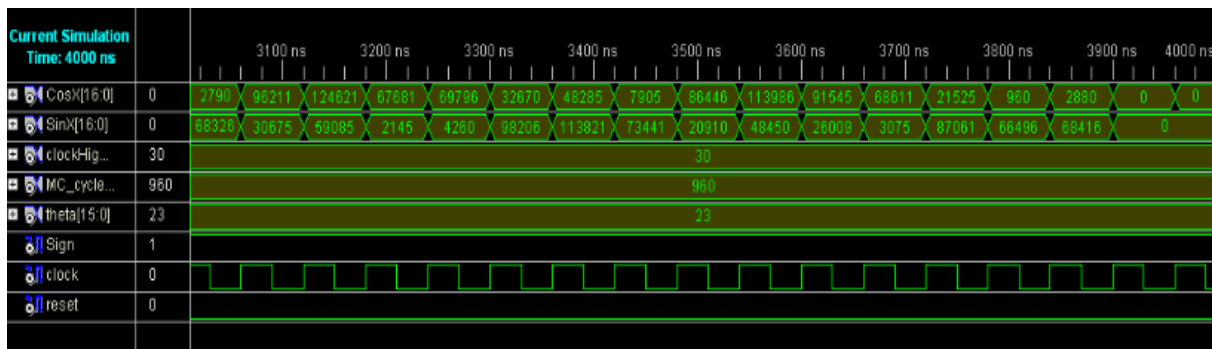 Current Simulation
Time: 4000 ns
3100 ns 3200 ns 3300 ns 3400 ns 3500 ns 3600 ns 3700 ns 3800 ns 3900 ns 4000 ns
CosX[16:0] 0 2790 96211 124621 67681 69796 32670 48285 7905 86446 113986 91545 68611 21525 960 2880 0 0
SinX[16:0] 0 68326 30675 59085 2145 4260 98206 113821 73441 20910 48450 26009 3075 87061 66496 68416 0
clockHig... 30 30
MC_cycle... 960 960
theta[15:0] 23 23
Sign 1
clock 0
reset 0